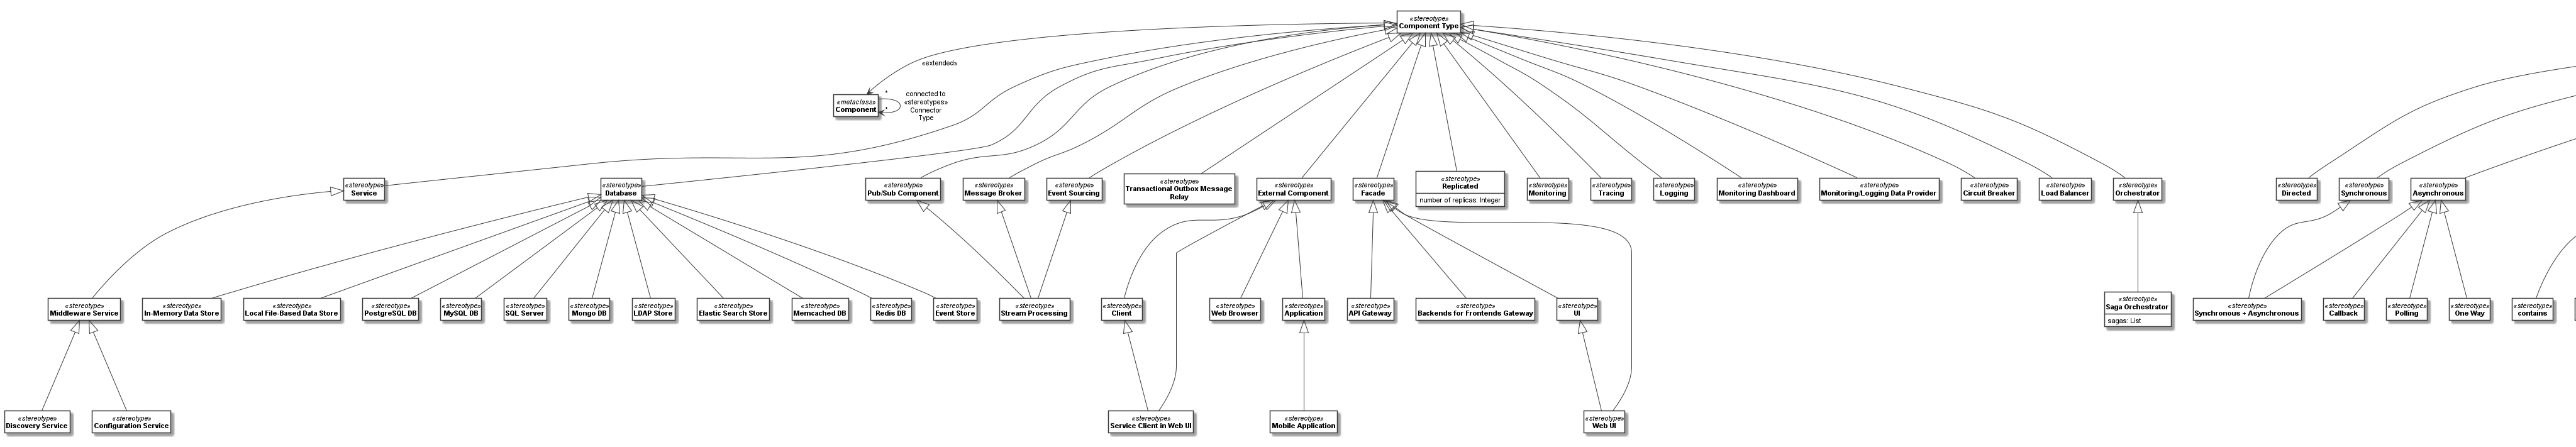 «stereotype»
Component Type
«extended»
«metaclass»
Component
*
*
connected to
«stereotypes»
Connector
Type
«stereotype»
Service
«stereotype»
Database
«stereotype»
Pub/Sub Component
«stereotype»
Message Broker
«stereotype»
Event Sourcing
«stereotype»
Transactional Outbox Message
Relay
«stereotype»
External Component
«stereotype»
Facade
«stereotype»
Replicated
number of replicas: Integer
«stereotype»
Monitoring
«stereotype»
Tracing
«stereotype»
Logging
«stereotype»
Monitoring Dashboard
«stereotype»
Monitoring/Logging Data Provider
«stereotype»
Circuit Breaker
«stereotype»
Load Balancer
«stereotype»
Orchestrator
«stereotype»
Directed
«stereotype»
Synchronous
«stereotype»
Asynchronous
«stereotype»
Middleware Service
«stereotype»
In-Memory Data Store
«stereotype»
Local File-Based Data Store
«stereotype»
PostgreSQL DB
«stereotype»
MySQL DB
«stereotype»
SQL Server
«stereotype»
Mongo DB
«stereotype»
LDAP Store
«stereotype»
Elastic Search Store
«stereotype»
Memcached DB
«stereotype»
Redis DB
«stereotype»
Event Store
«stereotype»
Stream Processing
«stereotype»
Client
«stereotype»
Web Browser
«stereotype»
Application
«stereotype»
API Gateway
«stereotype»
Backends for Frontends Gateway
«stereotype»
UI
«stereotype»
Saga Orchestrator
sagas: List
«stereotype»
Synchronous + Asynchronous
«stereotype»
Callback
«stereotype»
Polling
«stereotype»
One Way
«stereotype»
contains
«stereotype»
Discovery Service
«stereotype»
Configuration Service
«stereotype»
Service Client in Web UI
«stereotype»
Mobile Application
«stereotype»
Web UI